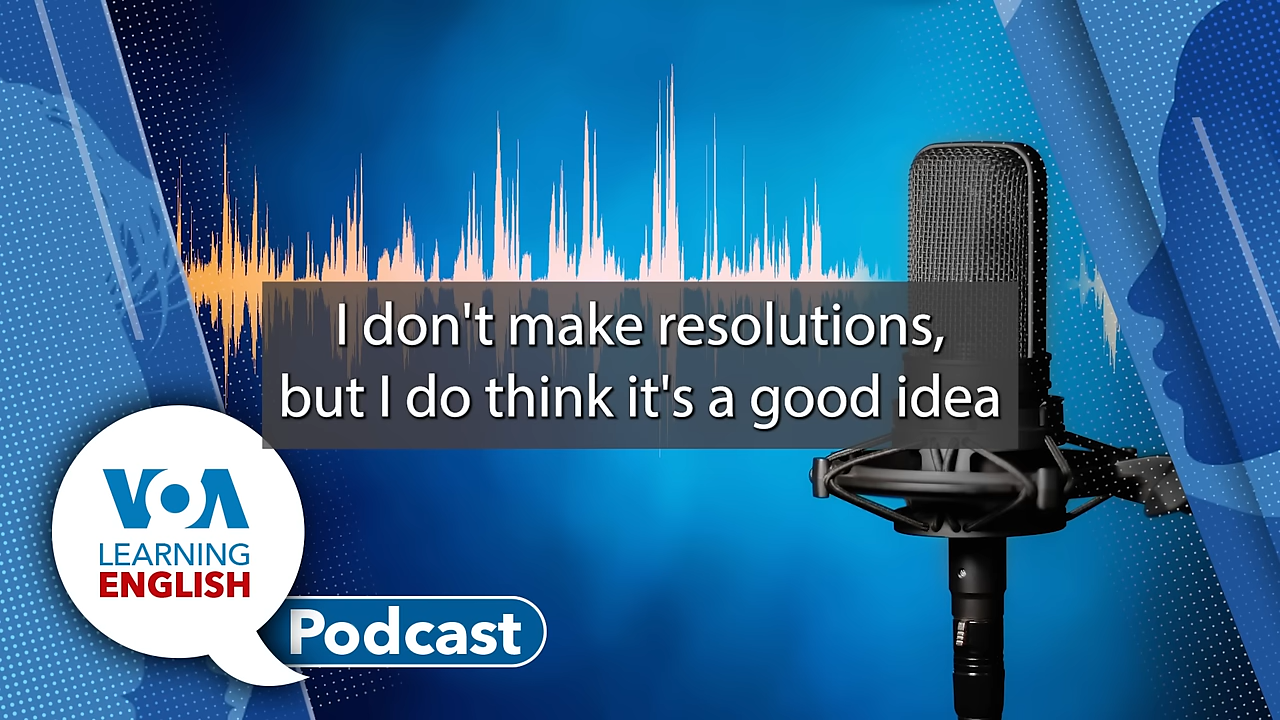 I don't make resolutions,
but I do think it's a good idea
VOA
LEARNING
ENGLISH
Podcast